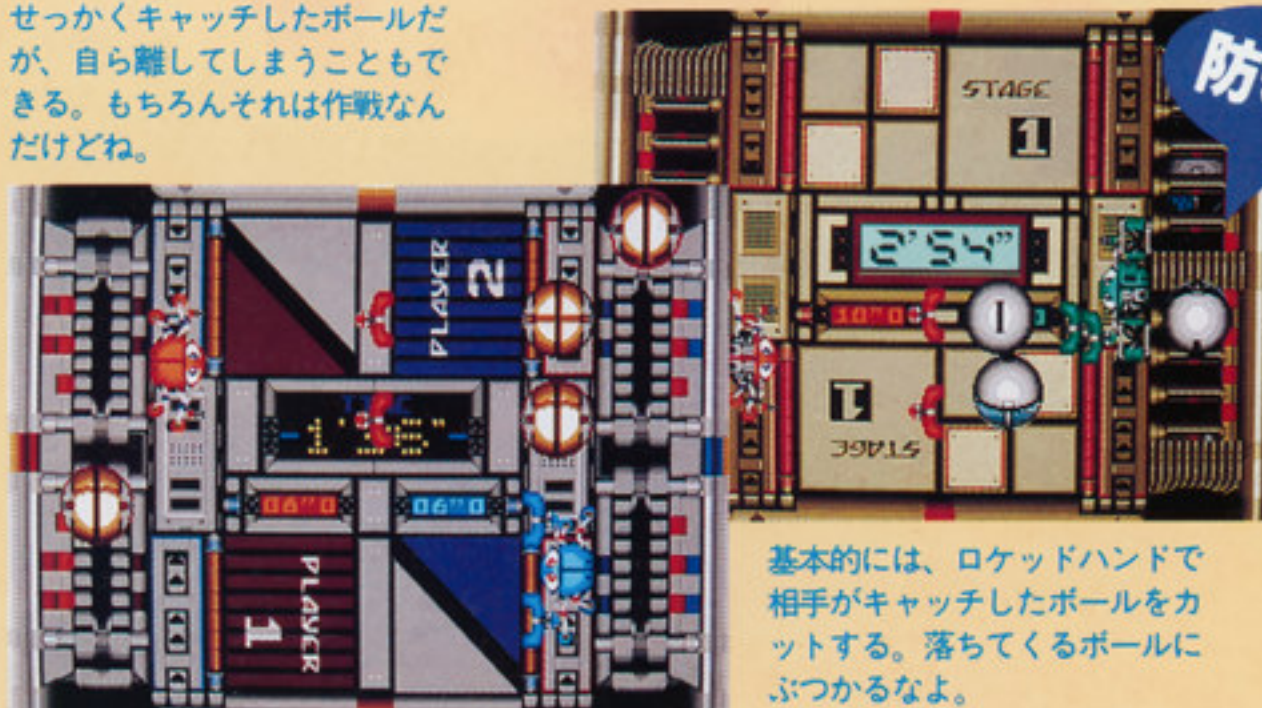 せっかくキャッチしたボールだ
が、自ら離してしまうこともで
きる。もちろんそれは作戦なん
だけどね。
防
STAGE
1
2'54"
10"0
1
STAGE
PLAYER
2
TIME
06"0
06"0
PLAYER
1
基本的には、ロケッドハンドで
相手がキャッチしたボールをカ
ットする。落ちてくるボールに
ぶつかるなよ。